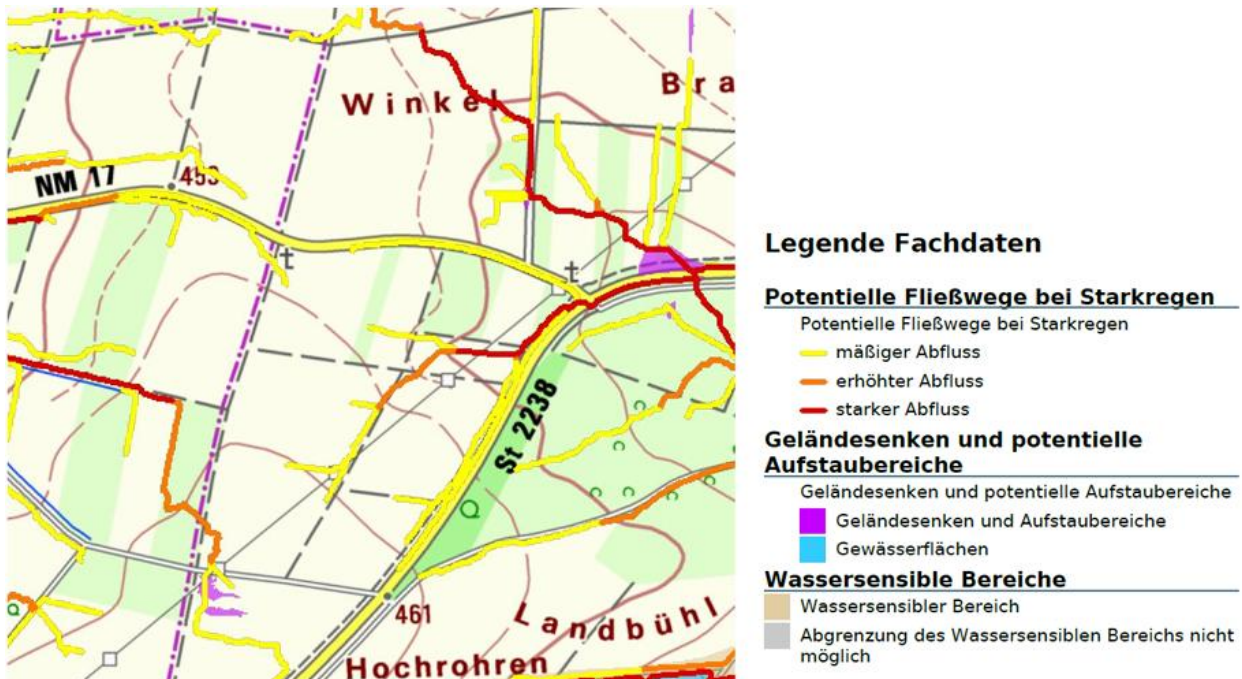 Winkel
Bra
NM 17
453
St 2238
461
Landbühl
Hochrohren
Legende Fachdaten
Potentielle Fließwege bei Starkregen
Potentielle Fließwege bei Starkregen
mäßiger Abfluss
erhöhter Abfluss
starker Abfluss
Geländesenken und potentielle
Aufstaubereiche
Geländesenken und potentielle Aufstaubereiche
Geländesenken und Aufstaubereiche
Gewässerflächen
Wassersensible Bereiche
Wassersensibler Bereich
Abgrenzung des Wassersensiblen Bereichs nicht
möglich